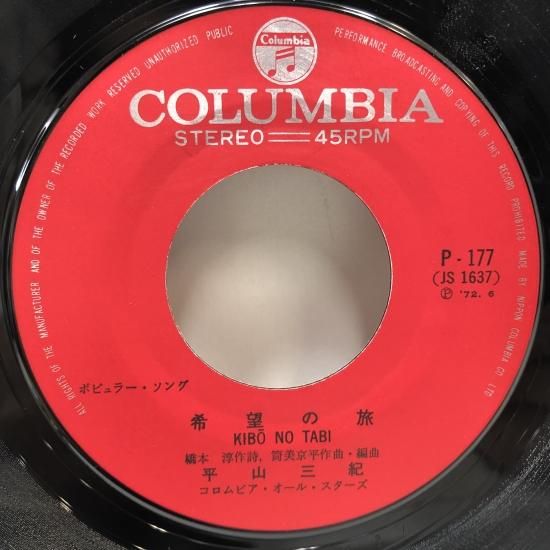 ALL RIGHTS OF THE MANUFACTURER AND OF THE OWNER OF THE RECORDED WORK RESERVED UNAUTHORIZED PUBLIC PERFORMANCE BROADCASTING AND COPYING OF THIS RECORD PROHIBITED MADE BY NIPPON COLUMBIA CO LTD
Columbia
COLUMBIA
STEREO 45RPM
P-177
(JS 1637)
Ⓟ '72. 6
ポピュラー・ソング
希望の旅
KIBŌ NO TABI
橋本 淳作詩, 筒美京平作曲・編曲
平山三紀
コロムビア・オール・スターズ